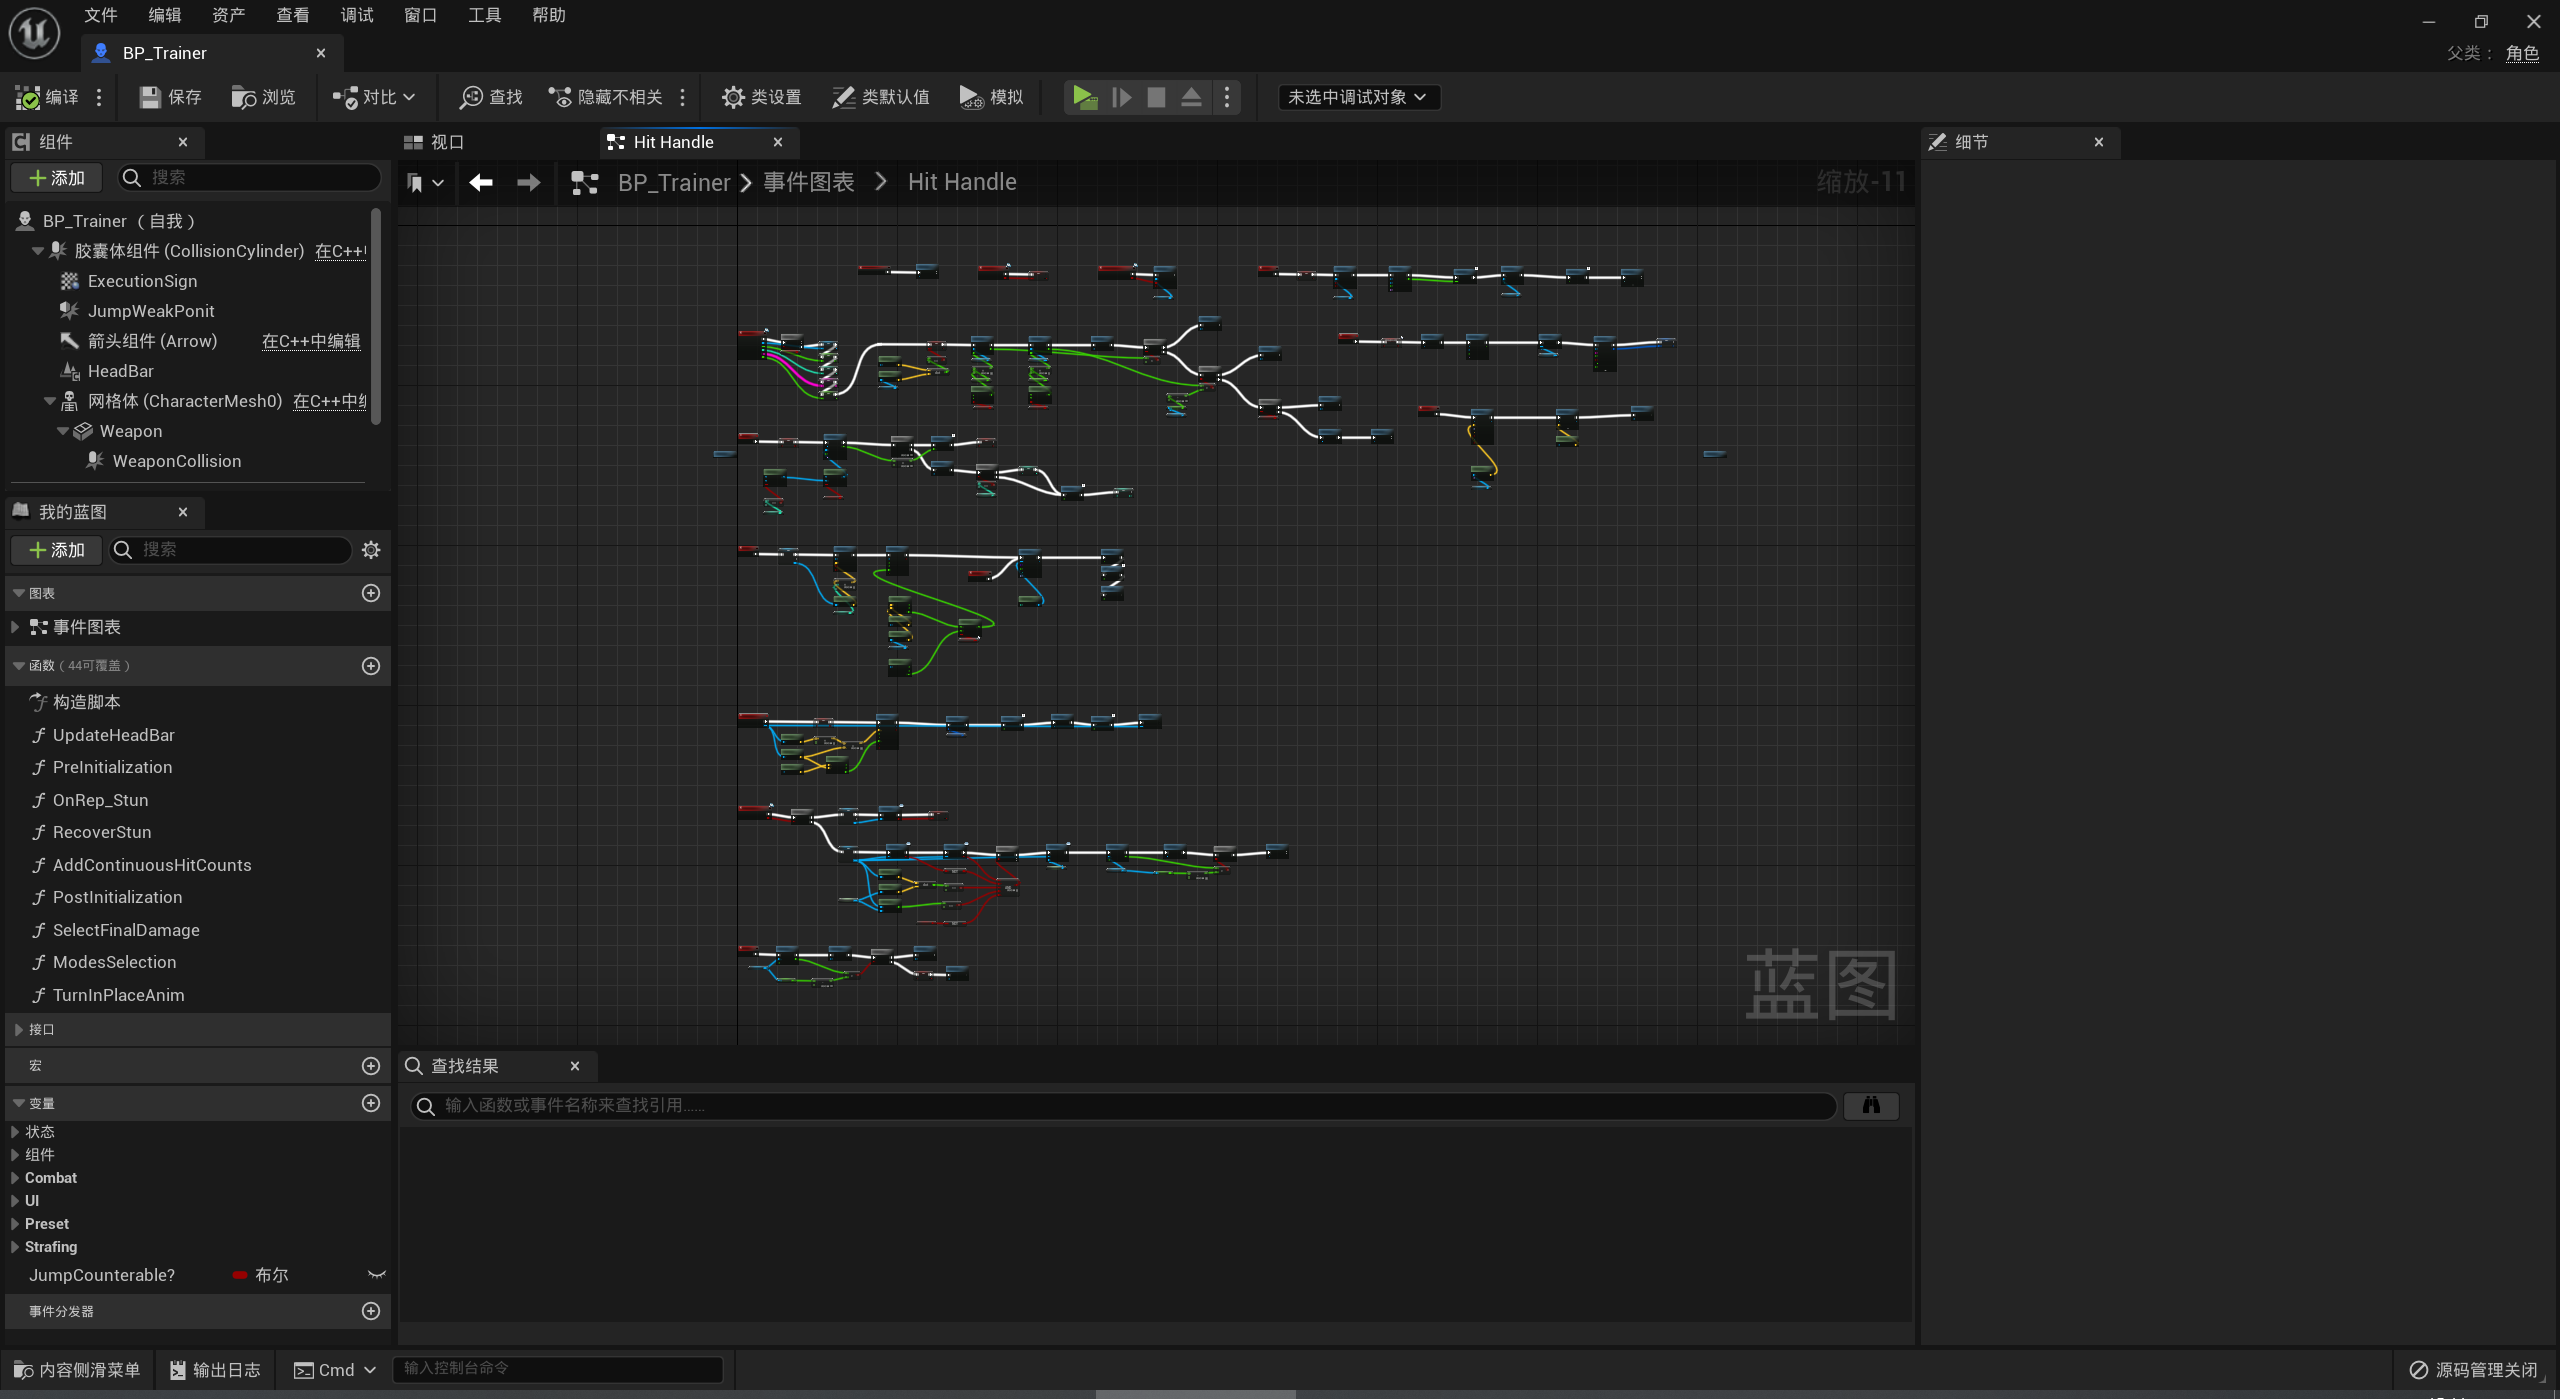 文件 编辑 资产 查看 调试 窗口 工具 帮助
BP_Trainer
父类： 角色
编译 保存 浏览 对比 查找 隐藏不相关 类设置 类默认值 模拟 未选中调试对象
组件
视口
Hit Handle
细节
添加 搜索
BP_Trainer 事件图表 Hit Handle
缩放-11
BP_Trainer （自我）
胶囊体组件 (CollisionCylinder) 在C++
ExecutionSign
JumpWeakPonit
箭头组件 (Arrow) 在C++中编辑
HeadBar
网格体 (CharacterMesh0) 在C++中
Weapon
WeaponCollision
我的蓝图
添加 搜索
图表
事件图表
函数（44可覆盖）
构造脚本
UpdateHeadBar
PreInitialization
OnRep_Stun
RecoverStun
AddContinuousHitCounts
PostInitialization
SelectFinalDamage
ModesSelection
TurnInPlaceAnim
接口
宏
变量
状态
组件
Combat
UI
Preset
Strafing
JumpCounterable? 布尔
事件分发器
蓝图
查找结果
输入函数或事件名称来查找引用......
内容侧滑菜单 输出日志 Cmd 输入控制台命令
源码管理关闭